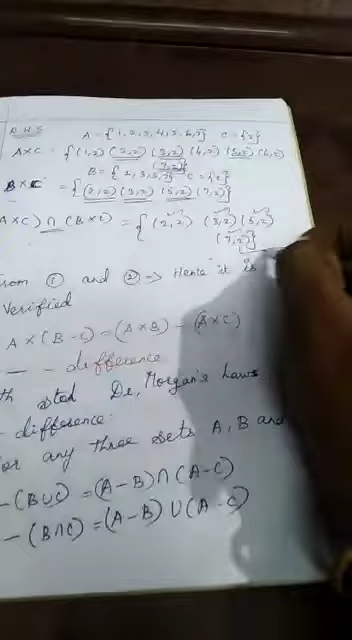 R.H.S A = {1,2,3,4,5,6,7} C = {2}
A×C = {(1,2) (2,2) (3,2) (4,2) (5,2) (6,2)
(7,2)}
B = {2,3,5,7} C = {2}
B×C = {(2,2) (3,2) (5,2) (7,2)}
A×C) ∩ (B×C) = { (2,2) (3,2) (5,2)
(7,2)}
from ① and ② ⇒ Hence it is
Verified
A × (B - C) = (A×B) - (A×C)
— - difference
De, Morgan's Laws
- difference:
or any three sets A, B and
-(B∪C) = (A-B)∩(A-C)
-(B∩C) = (A-B) ∪ (A-C)